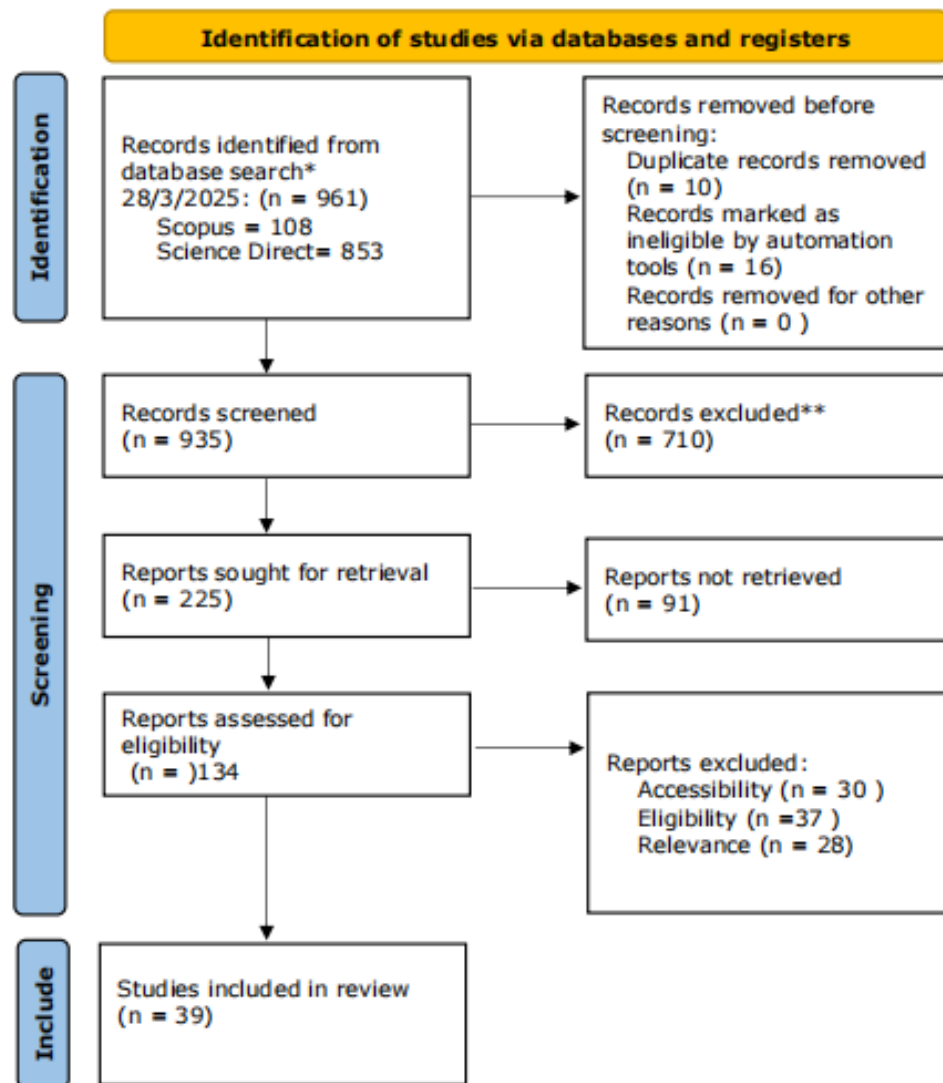 Identification of studies via databases and registers
Identification
Records identified from
database search*
28/3/2025: (n = 961)
Scopus = 108
Science Direct= 853
Records removed before
screening:
Duplicate records removed
(n = 10)
Records marked as
ineligible by automation
tools (n = 16)
Records removed for other
reasons (n = 0 )
Screening
Records screened
(n = 935)
Records excluded**
(n = 710)
Reports sought for retrieval
(n = 225)
Reports not retrieved
(n = 91)
Reports assessed for
eligibility
(n = )134
Reports excluded:
Accessibility (n = 30 )
Eligibility (n =37 )
Relevance (n = 28)
Include
Studies included in review
(n = 39)